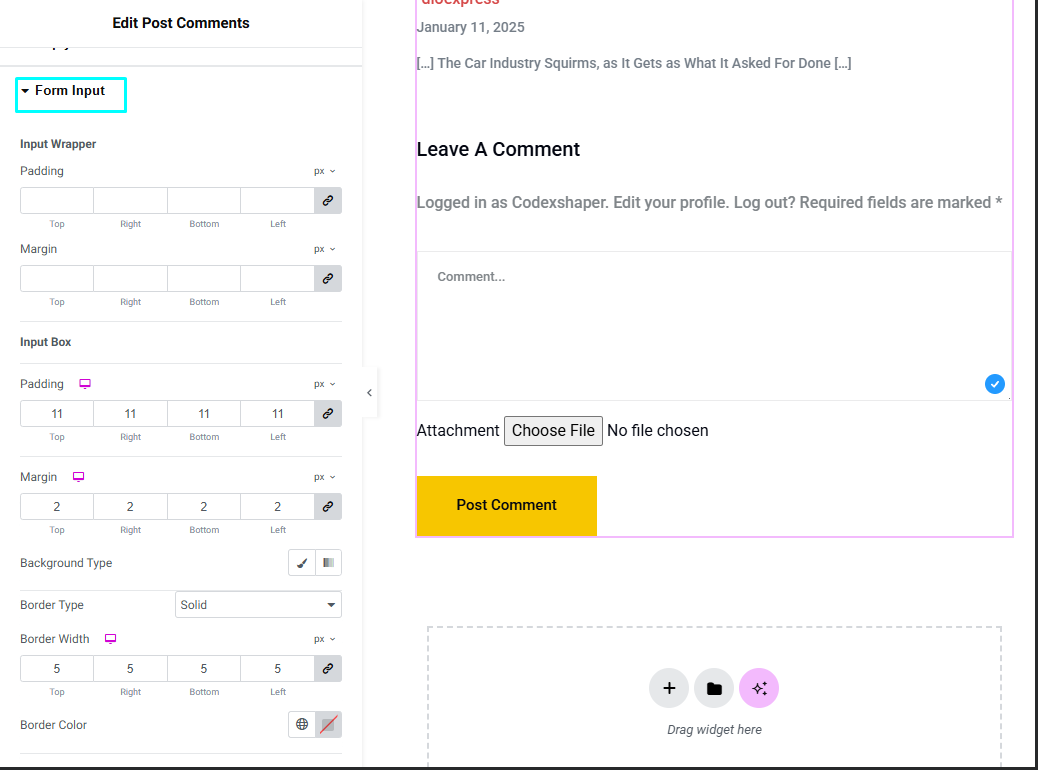 Edit Post Comments
Form Input
Input Wrapper
Padding
px
Top Right Bottom Left
Margin
px
Top Right Bottom Left
Input Box
Padding
px
11 11 11 11
Top Right Bottom Left
Margin
px
2 2 2 2
Top Right Bottom Left
Background Type
Border Type
Solid
Border Width
px
5 5 5 5
Top Right Bottom Left
Border Color
dioexpress
January 11, 2025
[...] The Car Industry Squirms, as It Gets as What It Asked For Done [...]
Leave A Comment
Logged in as Codexshaper. Edit your profile. Log out? Required fields are marked *
Comment...
Attachment Choose File No file chosen
Post Comment
Drag widget here